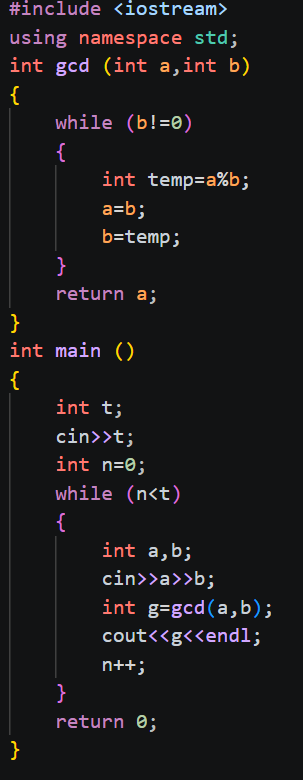 #include <iostream>
using namespace std;
int gcd (int a,int b)
{
    while (b!=0)
    {
        int temp=a%b;
        a=b;
        b=temp;
    }
    return a;
}
int main ()
{
    int t;
    cin>>t;
    int n=0;
    while (n<t)
    {
        int a,b;
        cin>>a>>b;
        int g=gcd(a,b);
        cout<<g<<endl;
        n++;
    }
    return 0;
}